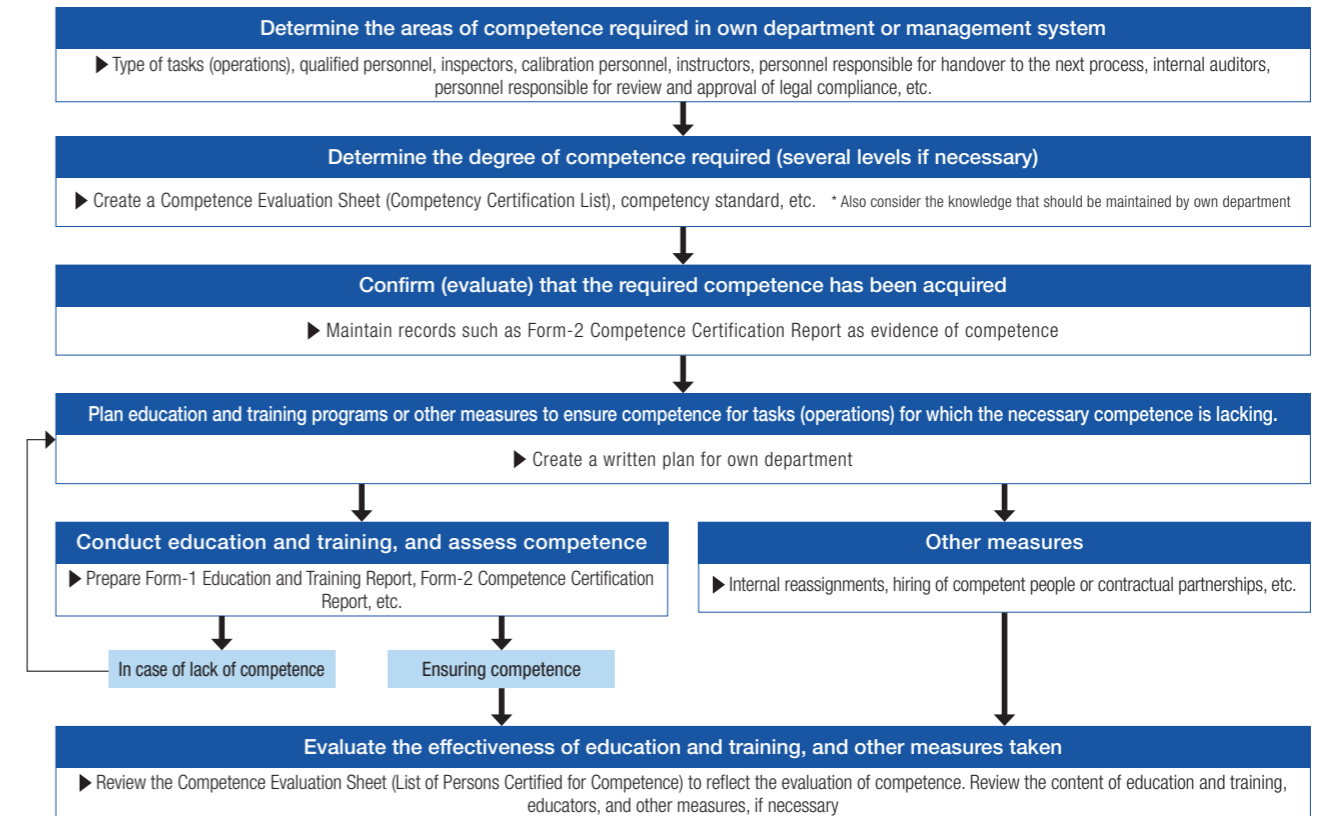 Determine the areas of competence required in own department or management system
▶ Type of tasks (operations), qualified personnel, inspectors, calibration personnel, instructors, personnel responsible for handover to the next process, internal auditors,
personnel responsible for review and approval of legal compliance, etc.
Determine the degree of competence required (several levels if necessary)
▶ Create a Competence Evaluation Sheet (Competency Certification List), competency standard, etc. * Also consider the knowledge that should be maintained by own department
Confirm (evaluate) that the required competence has been acquired
▶ Maintain records such as Form-2 Competence Certification Report as evidence of competence
Plan education and training programs or other measures to ensure competence for tasks (operations) for which the necessary competence is lacking.
▶ Create a written plan for own department
Conduct education and training, and assess competence
▶ Prepare Form-1 Education and Training Report, Form-2 Competence Certification
Report, etc.
Other measures
▶ Internal reassignments, hiring of competent people or contractual partnerships, etc.
In case of lack of competence
Ensuring competence
Evaluate the effectiveness of education and training, and other measures taken
▶ Review the Competence Evaluation Sheet (List of Persons Certified for Competence) to reflect the evaluation of competence. Review the content of education and training,
educators, and other measures, if necessary